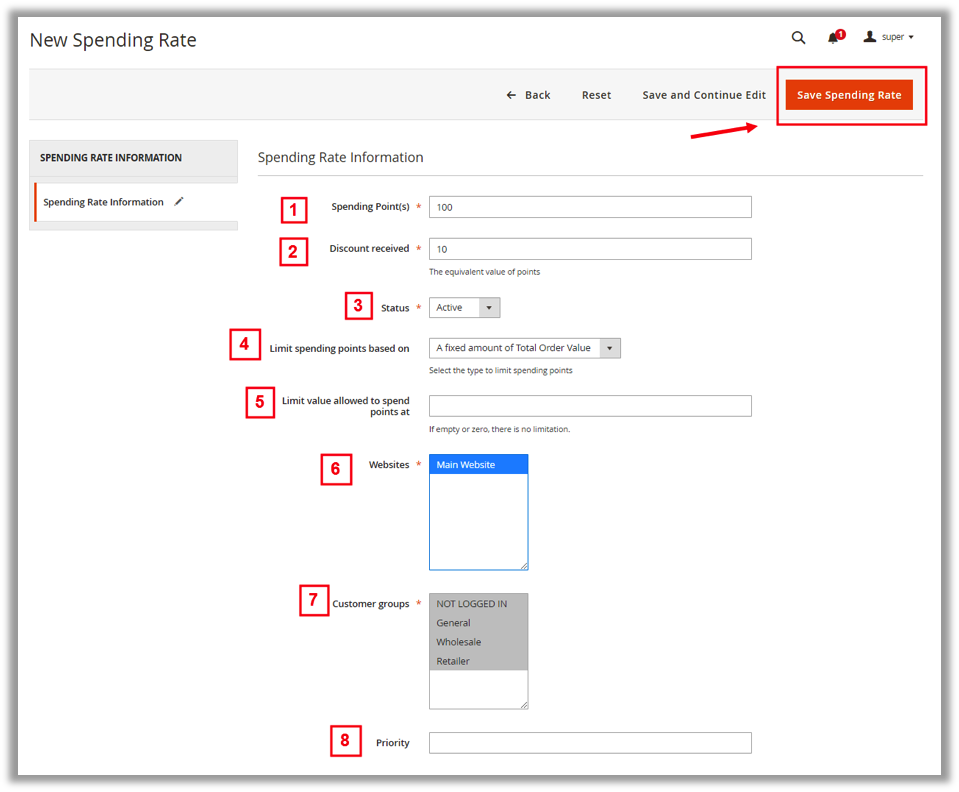 New Spending Rate
1
super
Back
Reset
Save and Continue Edit
Save Spending Rate
SPENDING RATE INFORMATION
Spending Rate Information
Spending Rate Information
1
Spending Point(s) *
100
2
Discount received *
10
The equivalent value of points
3
Status *
Active
4
Limit spending points based on
A fixed amount of Total Order Value
Select the type to limit spending points
5
Limit value allowed to spend
points at
If empty or zero, there is no limitation.
6
Websites *
Main Website
7
Customer groups *
NOT LOGGED IN
General
Wholesale
Retailer
8
Priority